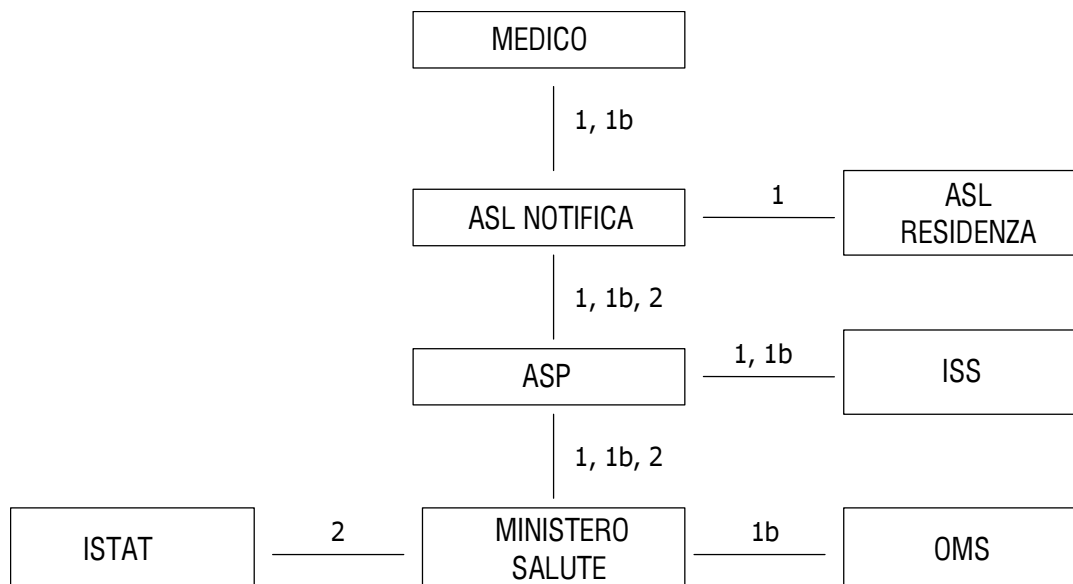 MEDICO
1, 1b
ASL NOTIFICA
1
ASL
RESIDENZA
1, 1b, 2
ASP
1, 1b
ISS
1, 1b, 2
ISTAT
2
MINISTERO
SALUTE
1b
OMS